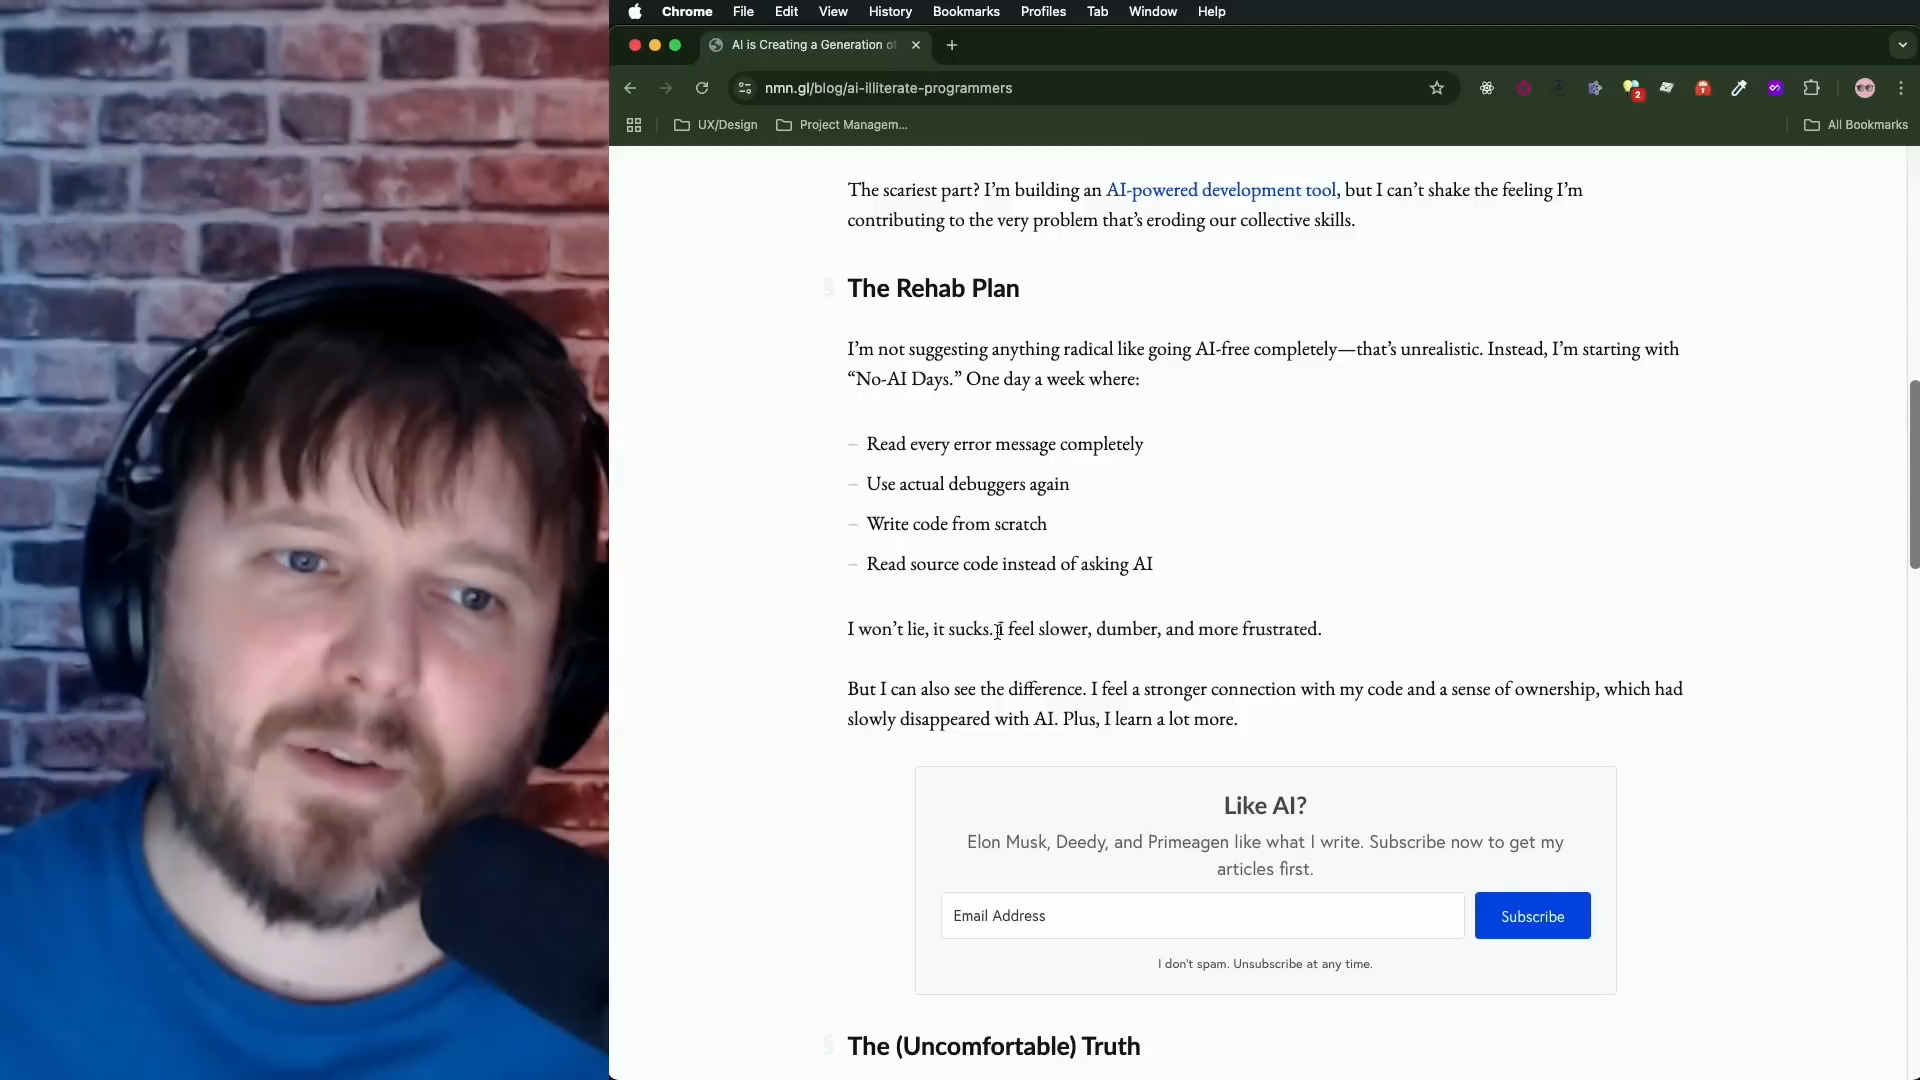 Chrome File Edit View History Bookmarks Profiles Tab Window Help
AI is Creating a Generation of
nmn.gl/blog/ai-illiterate-programmers
2
UX/Design Project Managem... All Bookmarks
The scariest part? I’m building an AI-powered development tool, but I can’t shake the feeling I’m
contributing to the very problem that’s eroding our collective skills.
§ The Rehab Plan
I’m not suggesting anything radical like going AI-free completely—that’s unrealistic. Instead, I’m starting with
“No-AI Days.” One day a week where:
– Read every error message completely
– Use actual debuggers again
– Write code from scratch
– Read source code instead of asking AI
I won’t lie, it sucks. I feel slower, dumber, and more frustrated.
But I can also see the difference. I feel a stronger connection with my code and a sense of ownership, which had
slowly disappeared with AI. Plus, I learn a lot more.
Like AI?
Elon Musk, Deedy, and Primeagen like what I write. Subscribe now to get my
articles first.
Email Address Subscribe
I don't spam. Unsubscribe at any time.
§ The (Uncomfortable) Truth